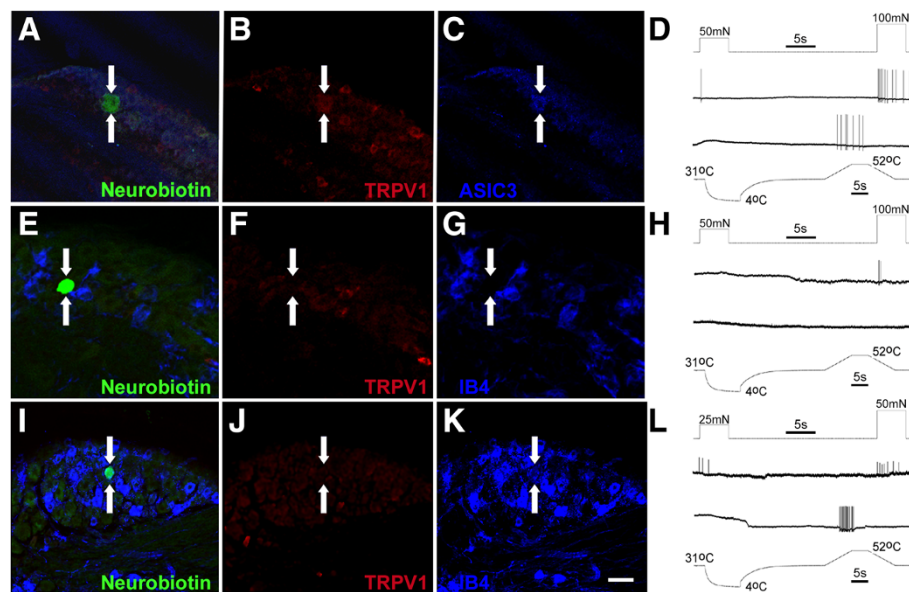 A
Neurobiotin
B
TRPV1
C
ASIC3
D
50mN
5s
100mN
31ºC
4ºC
52ºC
5s
E
Neurobiotin
F
TRPV1
G
IB4
H
50mN
5s
100mN
31ºC
4ºC
52ºC
5s
I
Neurobiotin
J
TRPV1
K
IB4
L
25mN
5s
50mN
31ºC
4ºC
52ºC
5s